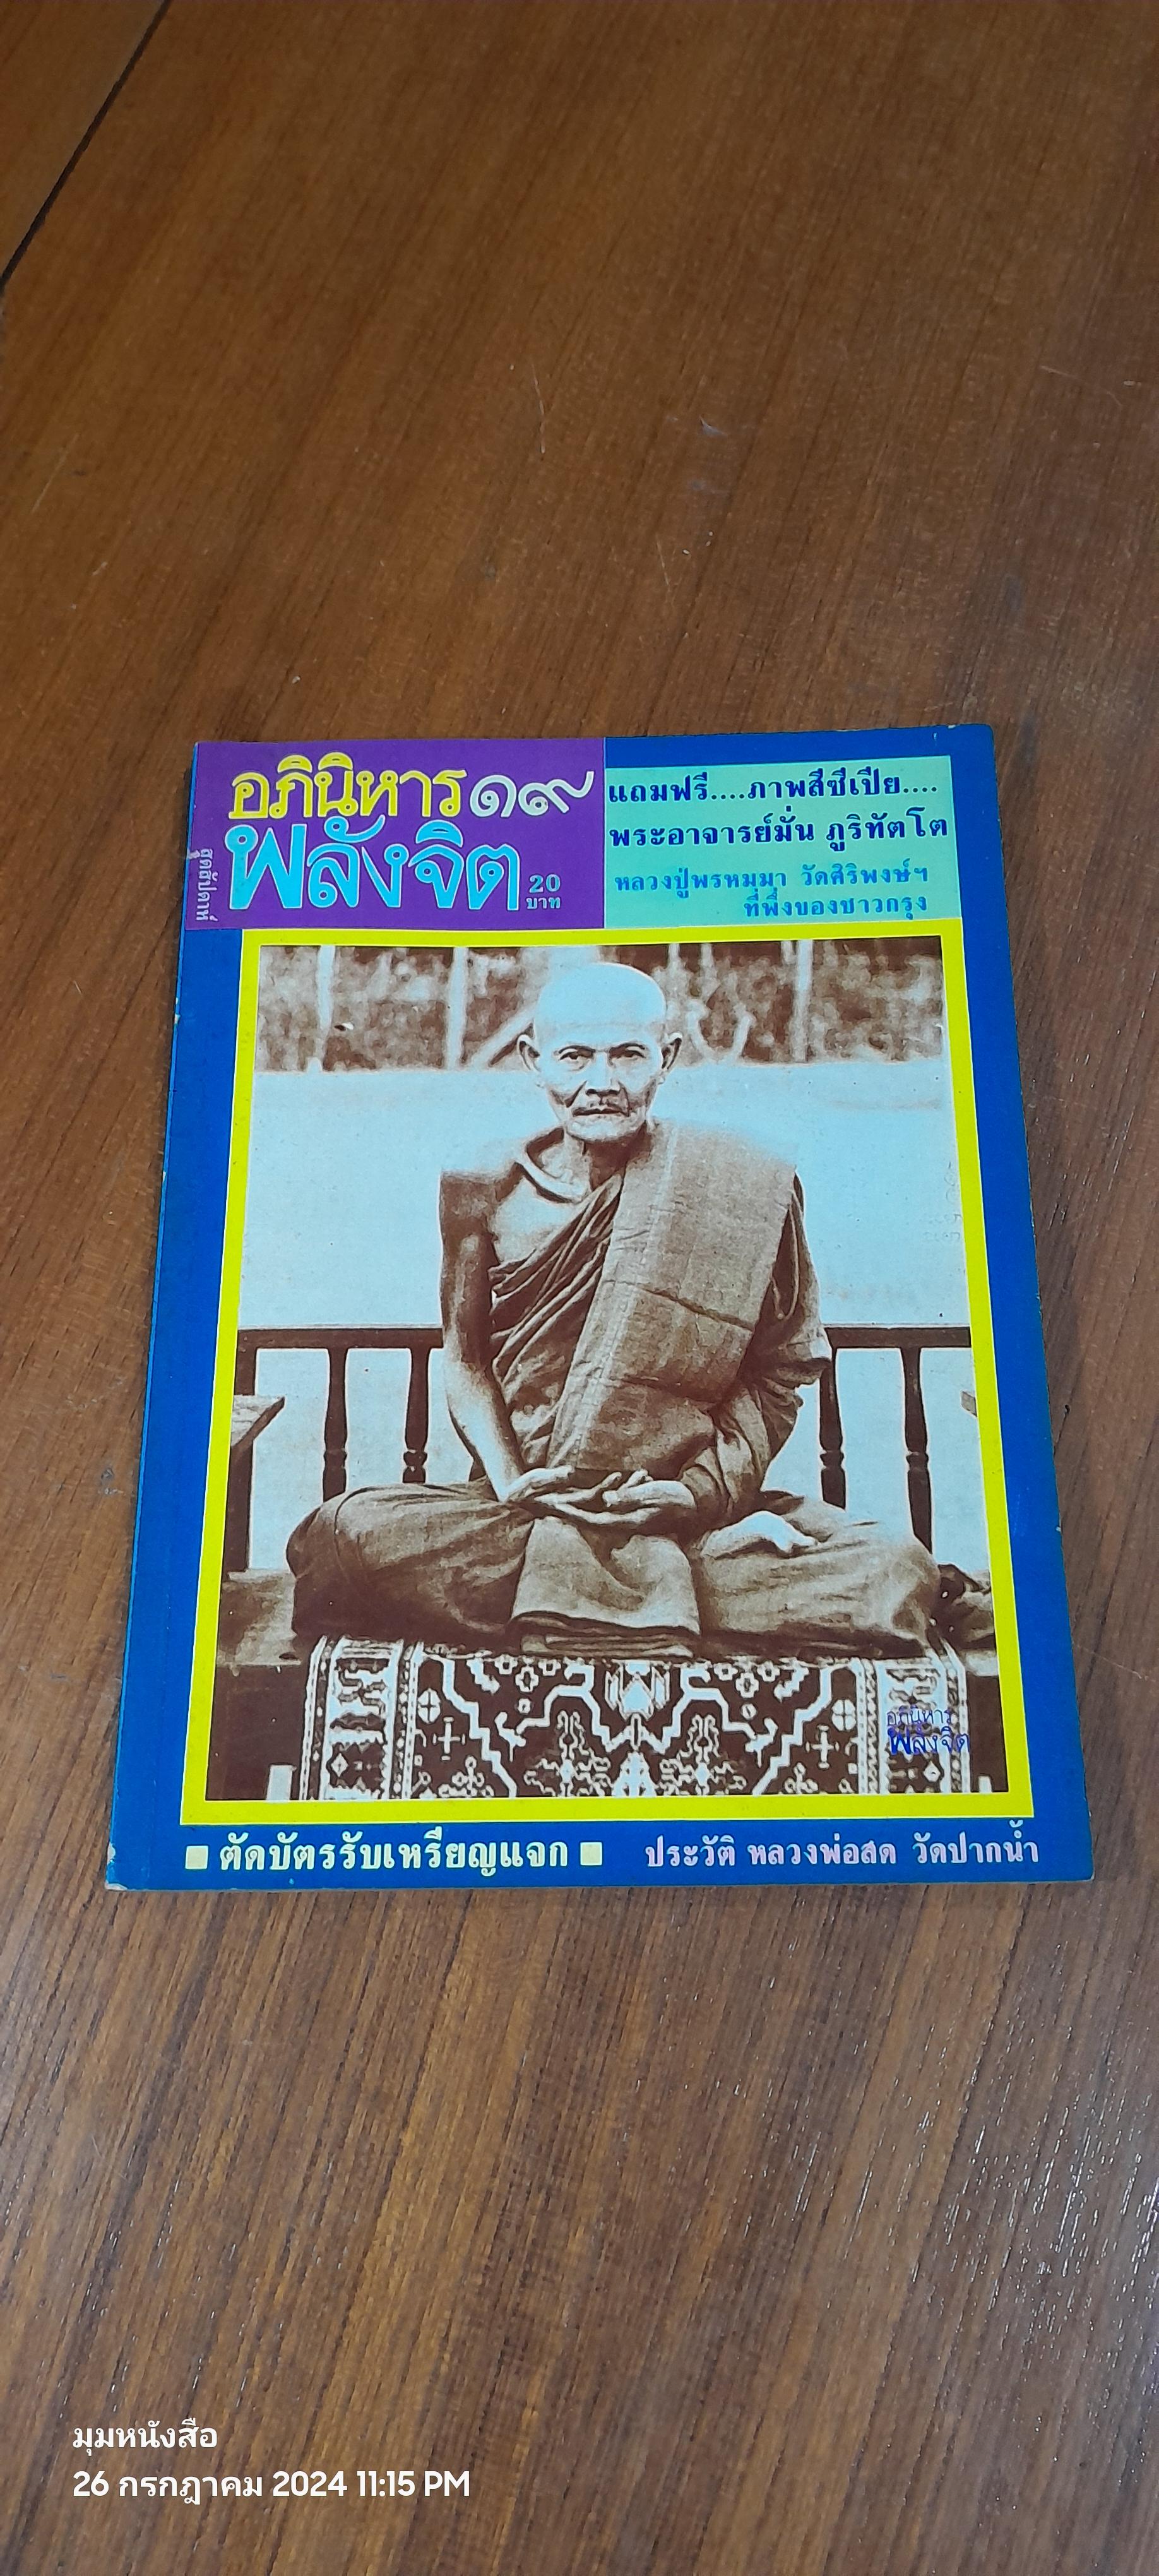 อภินิหาร๑๙
พลังจิต
20
บาท
สุดสัปดาห์
แถมฟรี....ภาพสีซีเปีย....
พระอาจารย์มั่น ภูริทัตโต
หลวงปู่พรหมมา วัดศิริพงษ์ฯ
ที่พึ่งของชาวกรุง
อภินิหาร
พลังจิต
ตัดบัตรรับเหรียญแจก
ประวัติ หลวงพ่อสด วัดปากน้ำ
มุมหนังสือ
26 กรกฎาคม 2024 11:15 PM